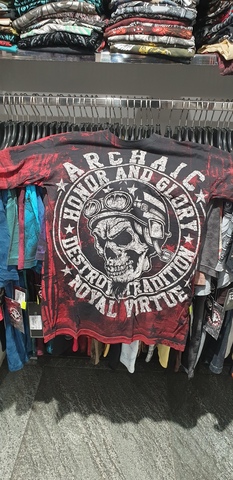 ARCHAIC
HONOR AND GLORY
DESTROY TRADITION
ROYAL VIRTUE